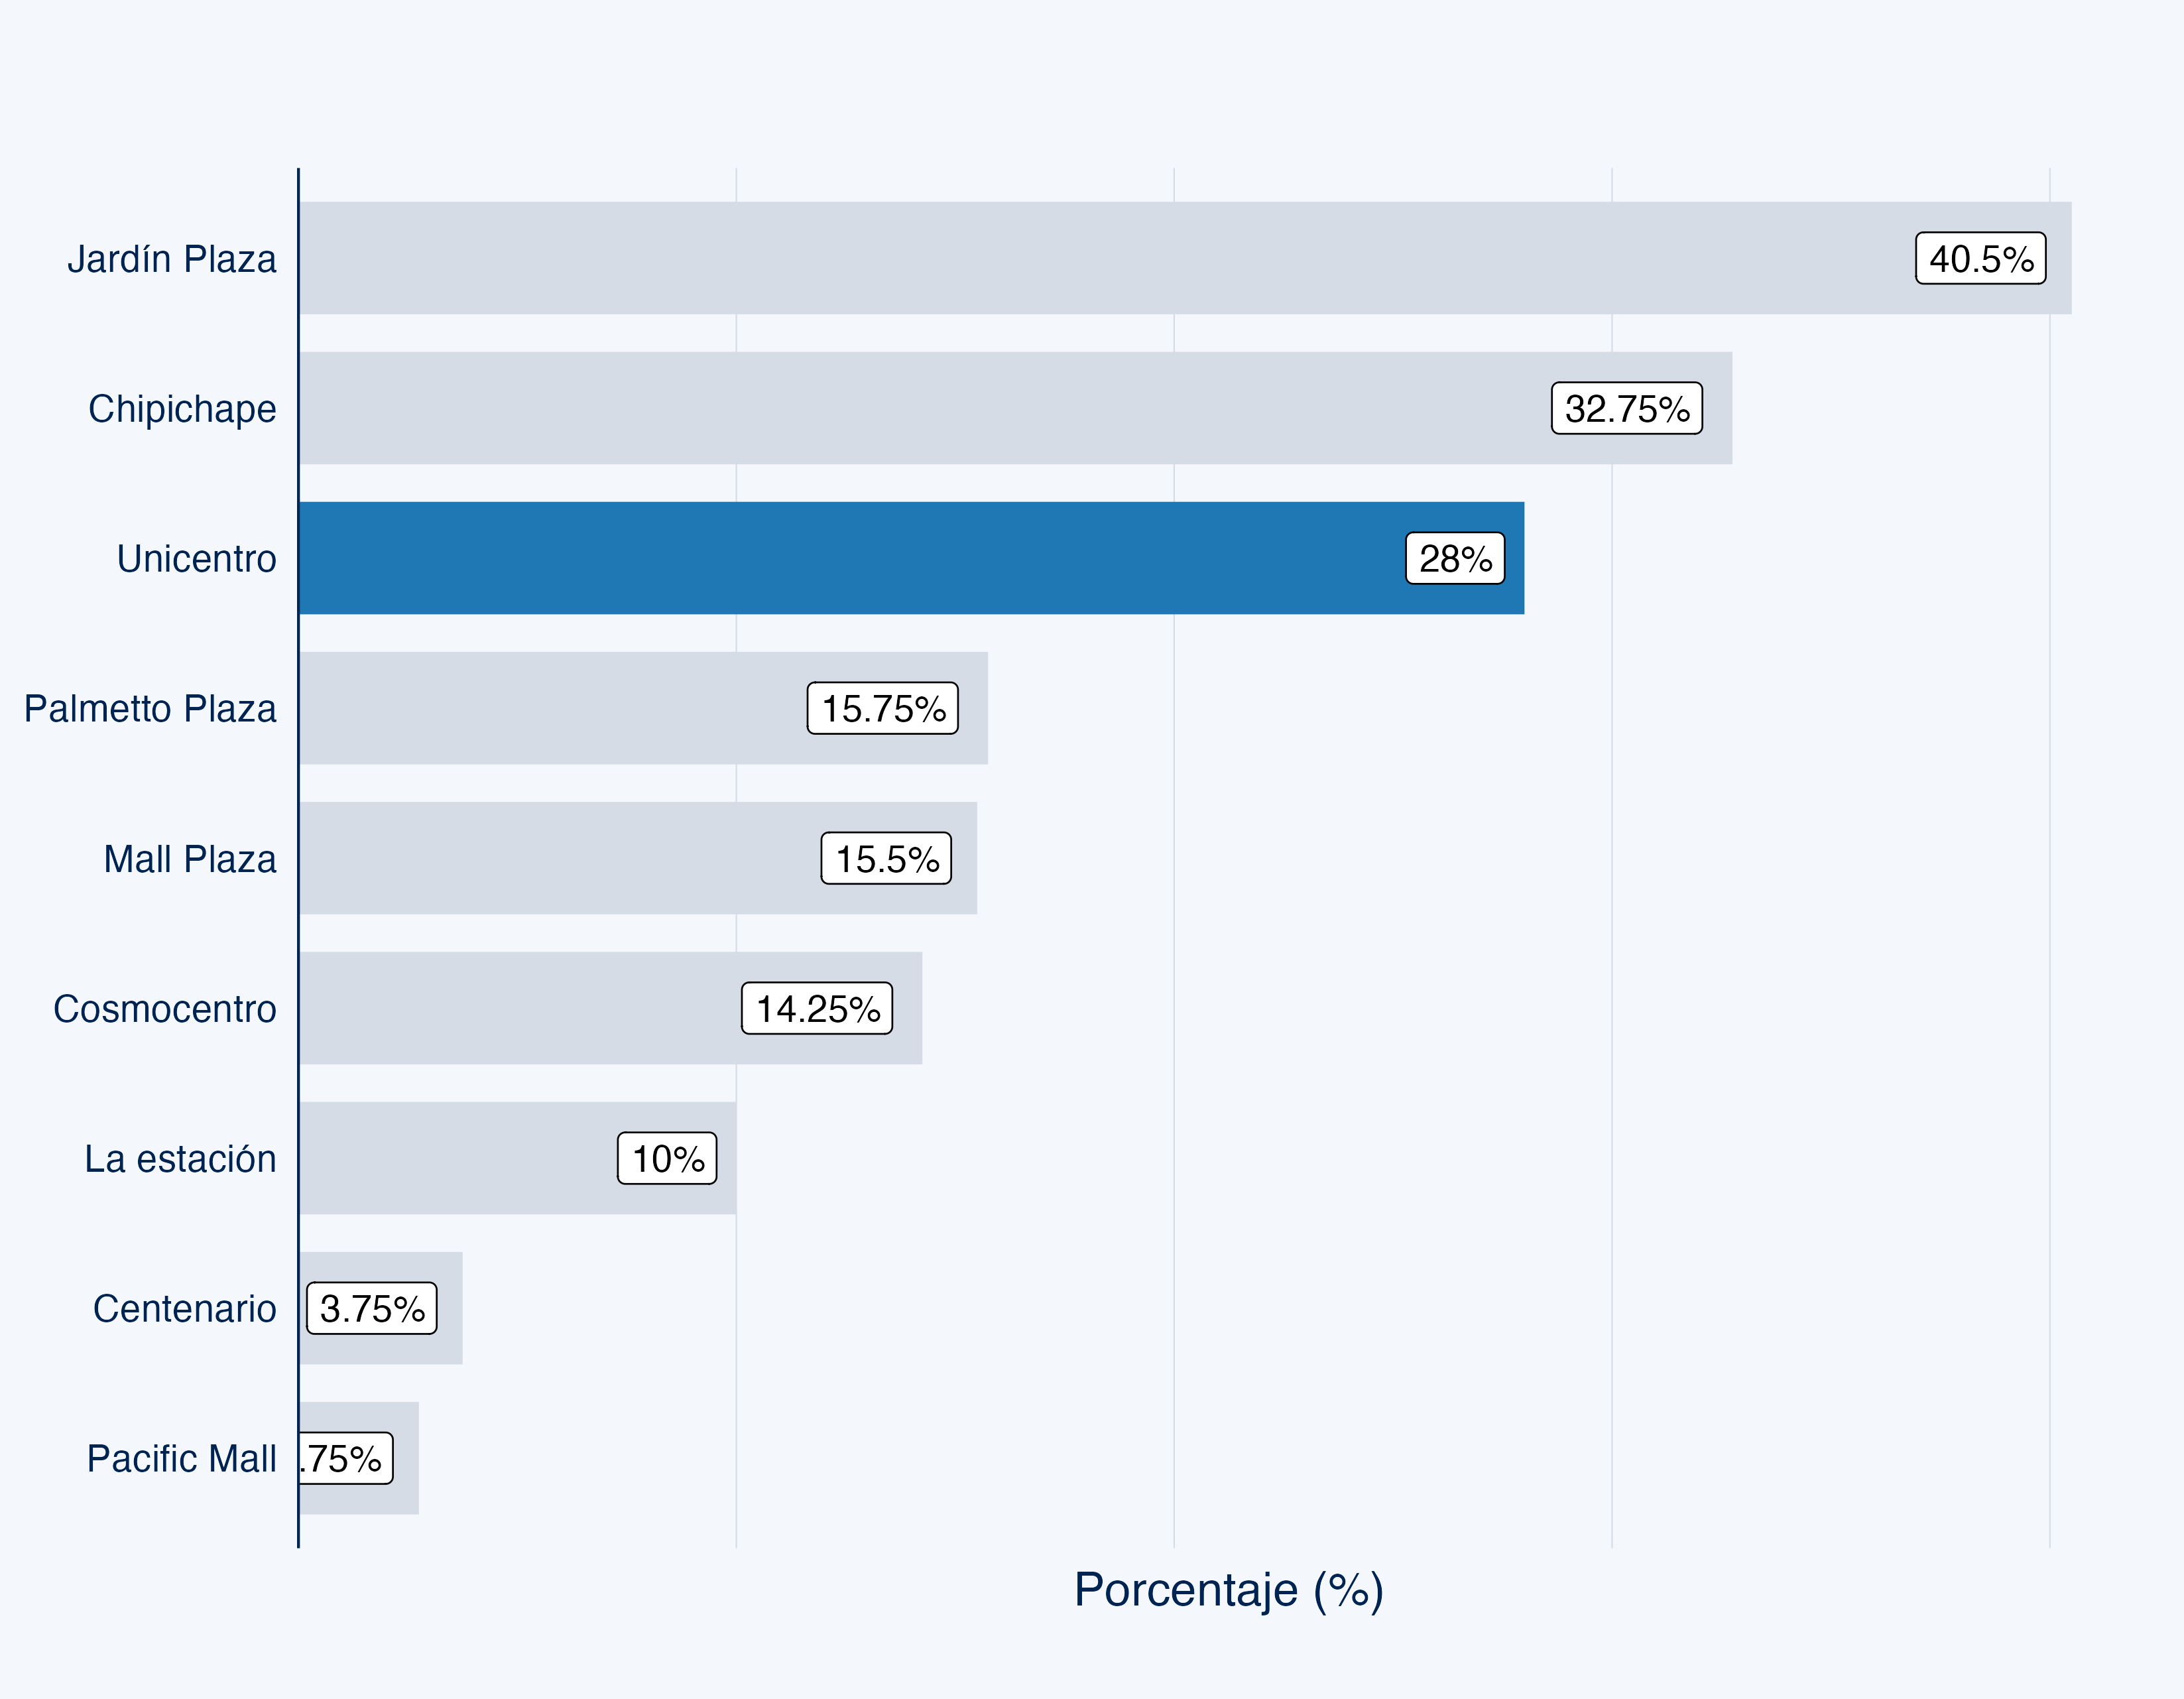 Jardín Plaza 40.5%
Chipichape 32.75%
Unicentro 28%
Palmetto Plaza 15.75%
Mall Plaza 15.5%
Cosmocentro 14.25%
La estación 10%
Centenario 3.75%
Pacific Mall .75%
Porcentaje (%)